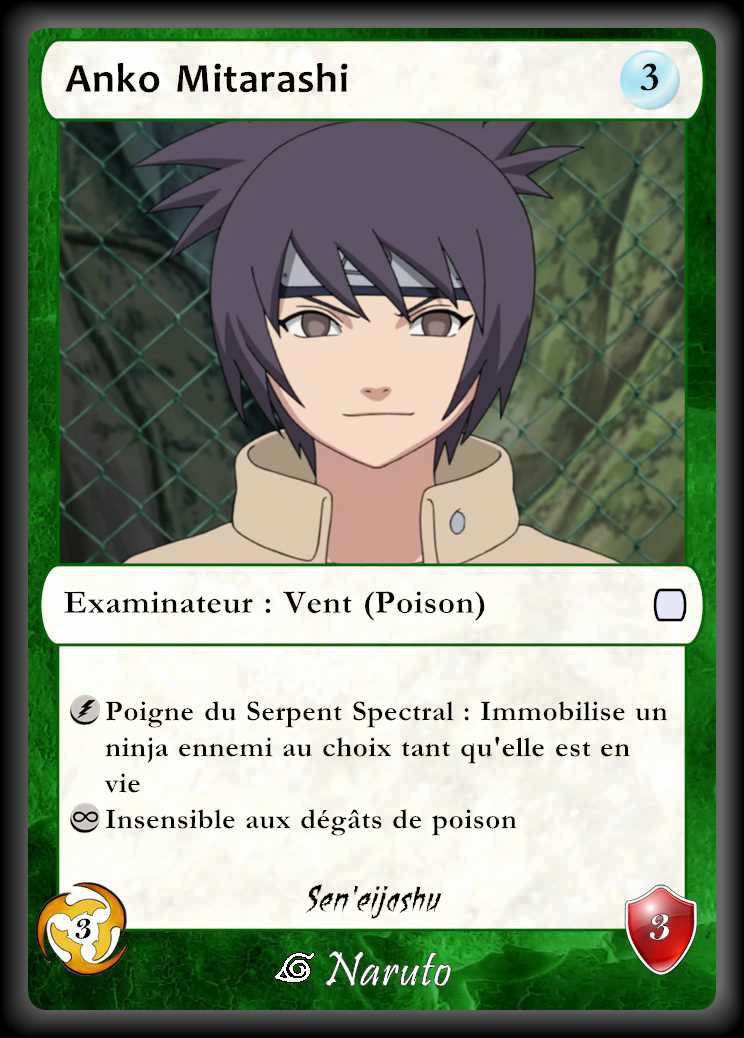 Anko Mitarashi
3
Examinateur : Vent (Poison)
Poigne du Serpent Spectral : Immobilise un
ninja ennemi au choix tant qu'elle est en
vie
Insensible aux dégâts de poison
Sen'eijashu
3
3
Naruto